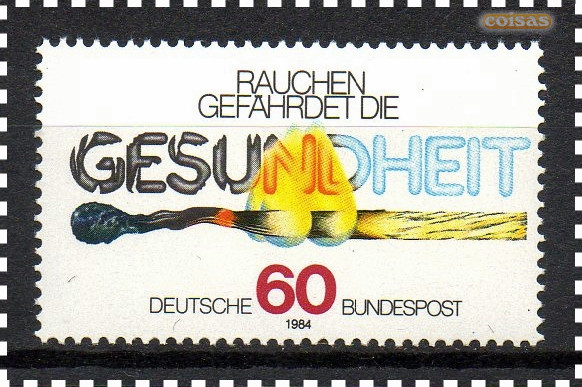 coisas
RAUCHEN
GEFÄHRDET DIE
GESUNDHEIT
DEUTSCHE 60 BUNDESPOST
1984